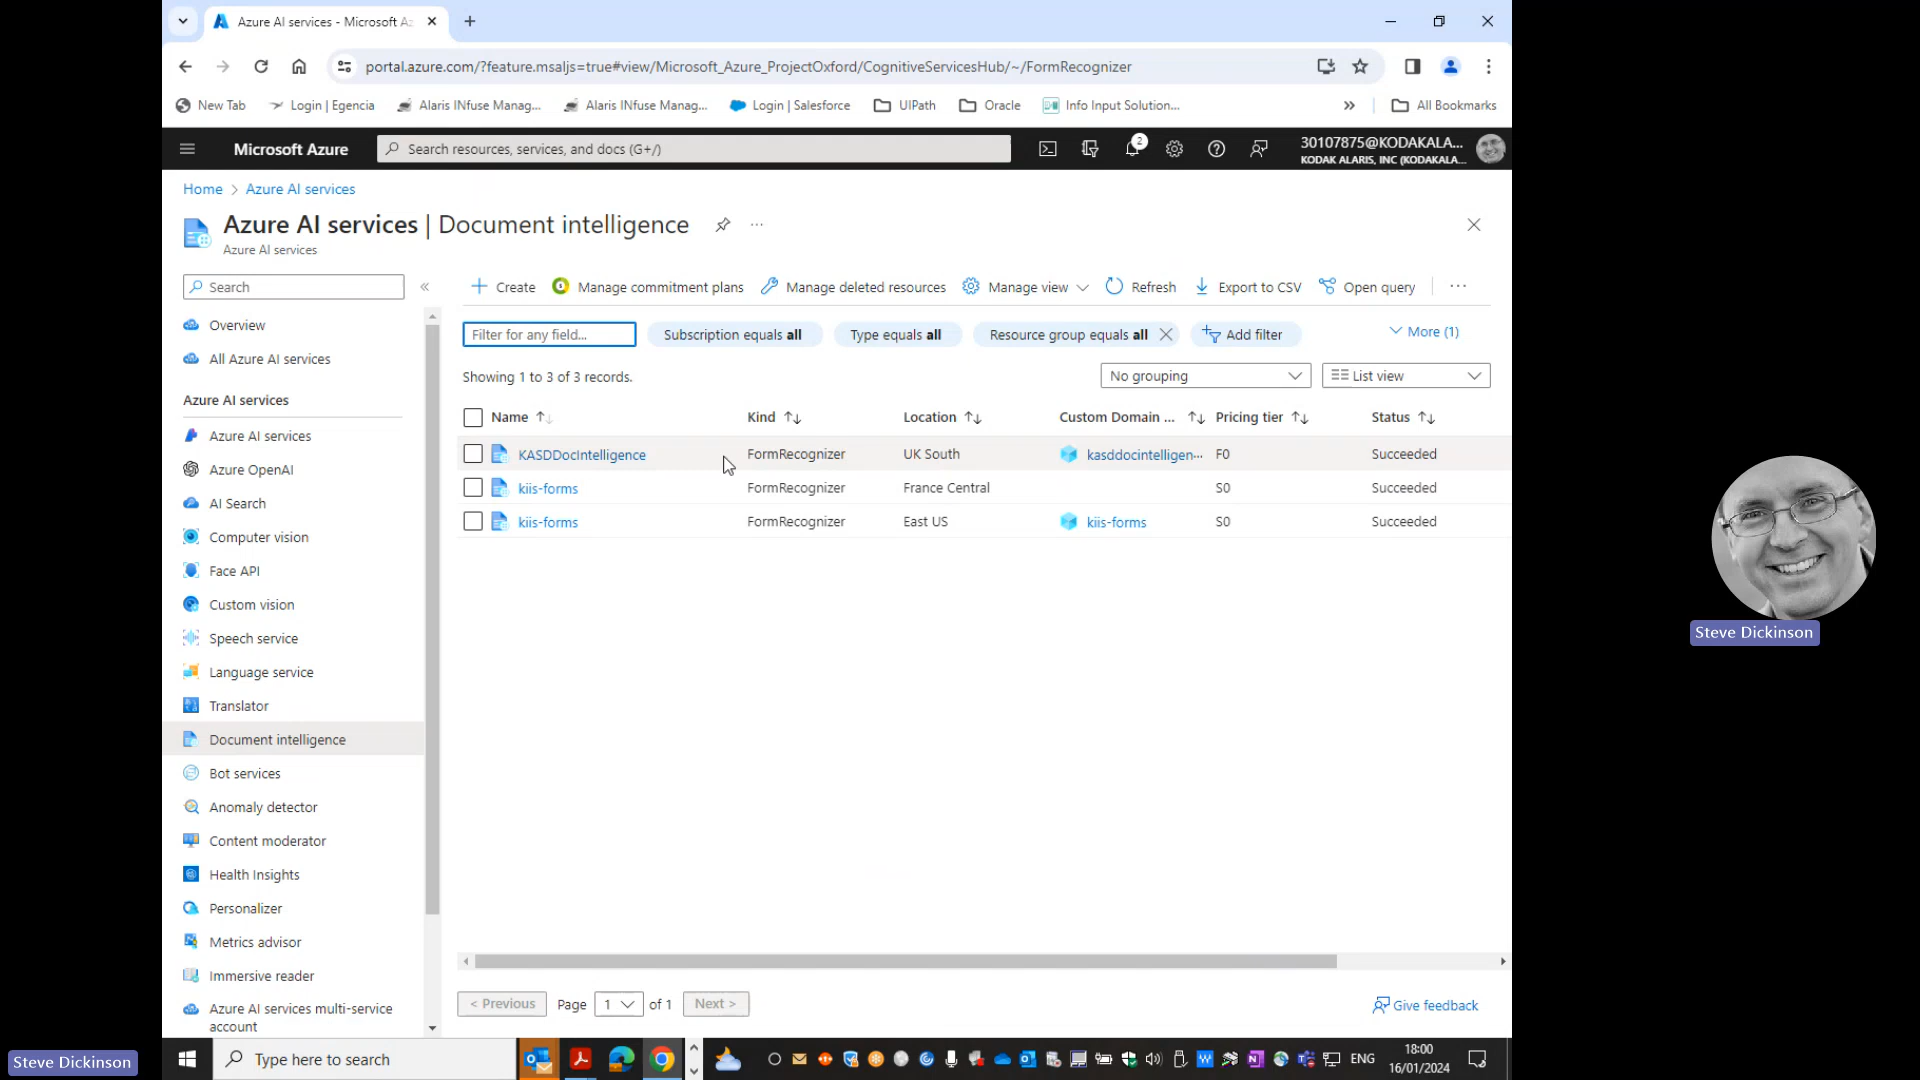 Azure AI services - Microsoft Az
portal.azure.com/?feature.msaljs=true#view/Microsoft_Azure_ProjectOxford/CognitiveServicesHub/~/FormRecognizer
New Tab
Login | Egencia
Alaris INfuse Manag...
Alaris INfuse Manag...
Login | Salesforce
UIPath
Oracle
Info Input Solution...
All Bookmarks
Microsoft Azure
Search resources, services, and docs (G+/)
2
30107875@KODAKALA...
KODAK ALARIS, INC (KODAKALA...
Home > Azure AI services
Azure AI services | Document intelligence
Azure AI services
Search
Overview
All Azure AI services
Azure AI services
Azure AI services
Azure OpenAI
AI Search
Computer vision
Face API
Custom vision
Speech service
Language service
Translator
Document intelligence
Bot services
Anomaly detector
Content moderator
Health Insights
Personalizer
Metrics advisor
Immersive reader
Azure AI services multi-service
account
Create
Manage commitment plans
Manage deleted resources
Manage view
Refresh
Export to CSV
Open query
Filter for any field...
Subscription equals all
Type equals all
Resource group equals all
Add filter
More (1)
Showing 1 to 3 of 3 records.
No grouping
List view
Name Kind Location Custom Domain ... Pricing tier Status
KASDDocIntelligence FormRecognizer UK South kasddocintelligen... F0 Succeeded
kiis-forms FormRecognizer France Central S0 Succeeded
kiis-forms FormRecognizer East US kiis-forms S0 Succeeded
< Previous
Page 1 of 1
Next >
Give feedback
Type here to search
ENG
18:00
16/01/2024
Steve Dickinson
Steve Dickinson